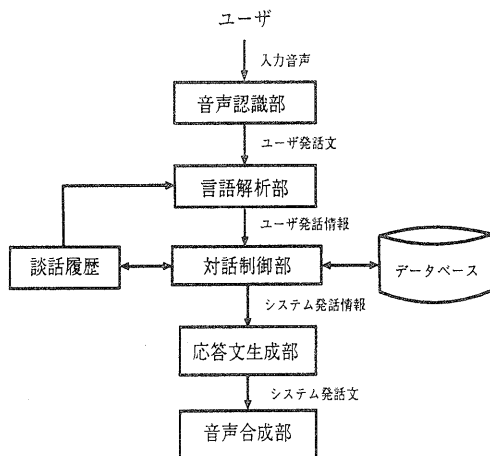 ユーザ
入力音声
音声認識部
ユーザ発話文
言語解析部
ユーザ発話情報
談話履歴
対話制御部
データベース
システム発話情報
応答文生成部
システム発話文
音声合成部